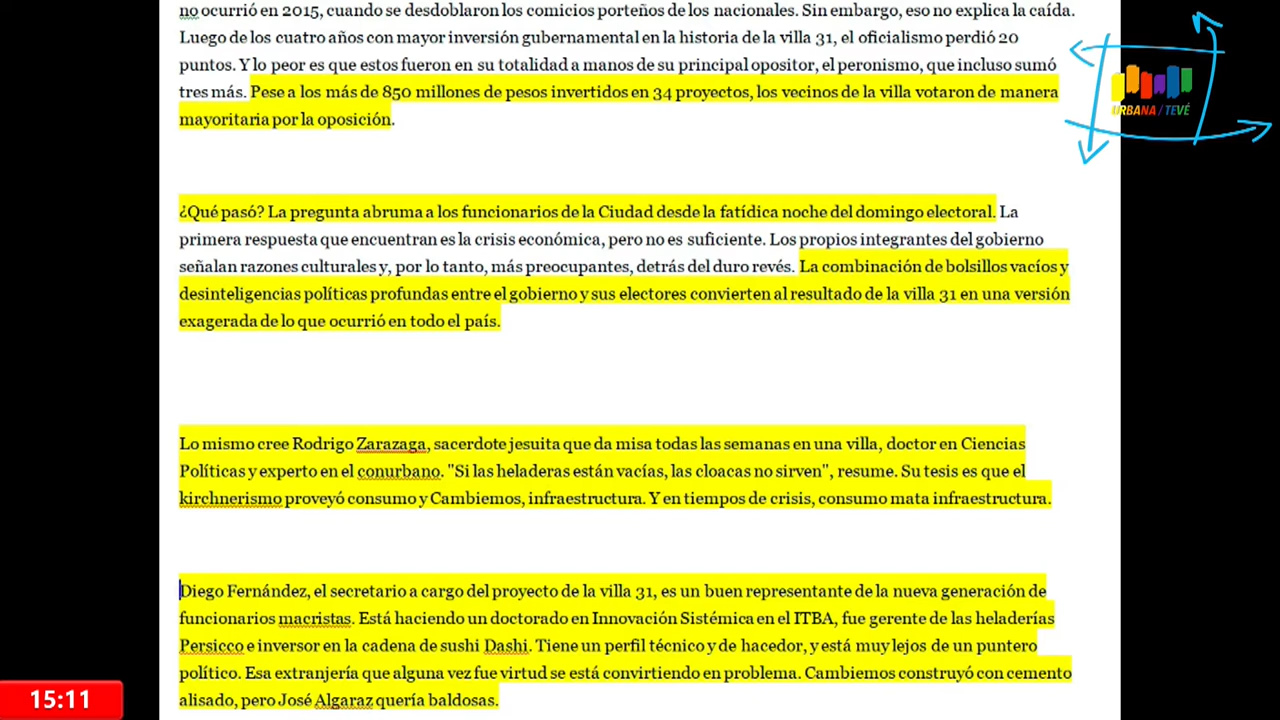 no ocurrió en 2015, cuando se desdoblaron los comicios porteños de los nacionales. Sin embargo, eso no explica la caída.
Luego de los cuatro años con mayor inversión gubernamental en la historia de la villa 31, el oficialismo perdió 20
puntos. Y lo peor es que estos fueron en su totalidad a manos de su principal opositor, el peronismo, que incluso sumó
tres más. Pese a los más de 850 millones de pesos invertidos en 34 proyectos, los vecinos de la villa votaron de manera
mayoritaria por la oposición.
URBANA / TEVÉ
¿Qué pasó? La pregunta abruma a los funcionarios de la Ciudad desde la fatídica noche del domingo electoral. La
primera respuesta que encuentran es la crisis económica, pero no es suficiente. Los propios integrantes del gobierno
señalan razones culturales y, por lo tanto, más preocupantes, detrás del duro revés. La combinación de bolsillos vacíos y
desinteligencias políticas profundas entre el gobierno y sus electores convierten al resultado de la villa 31 en una versión
exagerada de lo que ocurrió en todo el país.
Lo mismo cree Rodrigo Zarazaga, sacerdote jesuita que da misa todas las semanas en una villa, doctor en Ciencias
Políticas y experto en el conurbano. "Si las heladeras están vacías, las cloacas no sirven", resume. Su tesis es que el
kirchnerismo proveyó consumo y Cambiemos, infraestructura. Y en tiempos de crisis, consumo mata infraestructura.
Diego Fernández, el secretario a cargo del proyecto de la villa 31, es un buen representante de la nueva generación de
funcionarios macristas. Está haciendo un doctorado en Innovación Sistémica en el ITBA, fue gerente de las heladerías
Persicco e inversor en la cadena de sushi Dashi. Tiene un perfil técnico y de hacedor, y está muy lejos de un puntero
político. Esa extranjería que alguna vez fue virtud se está convirtiendo en problema. Cambiemos construyó con cemento
alisado, pero José Algaraz quería baldosas.
15:11